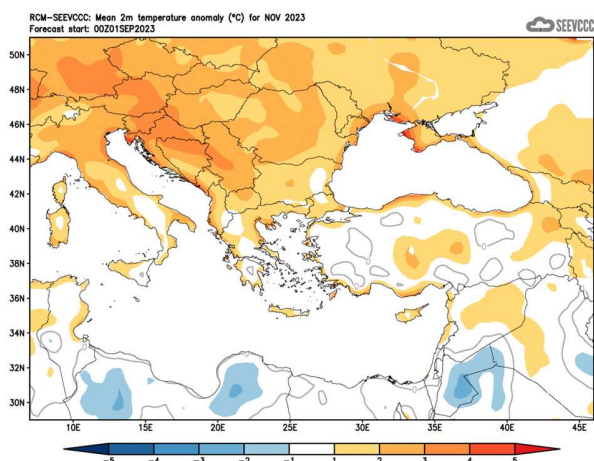 RCM-SEEVCCC: Mean 2m temperature anomaly (°C) for NOV 2023
Forecast start: 00Z01SEP2023
SEEVCCC
50N
48N
46N
44N
42N
40N
38N
36N
34N
32N
30N
10E 15E 20E 25E 30E 35E 40E 45E
-5 -4 -3 -2 -1 1 2 3 4 5